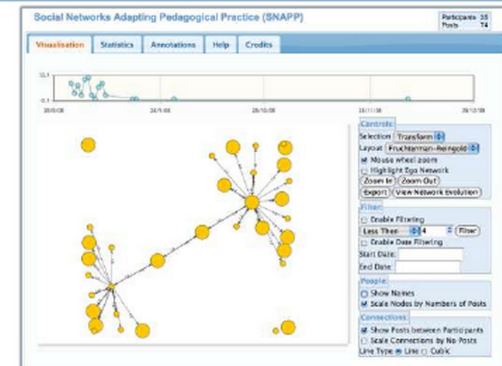 Social Networks Adapting Pedagogical Practice (SNAPP)
Participants 35
Posts 74
Visualisation Statistics Annotations Help Credits
Controls:
Selection Transform
Layout Fruchterman-Reingold
Mouse wheel zoom
Highlight Ego Network
Zoom In Zoom Out
Export View Network Evolution
Filter:
Enable Filtering
Less Than 4 Filter
Enable Date Filtering
Start Date:
End Date:
People:
Show Names
Scale Nodes by Numbers of Posts
Connections:
Show Posts between Participants
Scale Connections by No Posts
Line Type Line Cubic